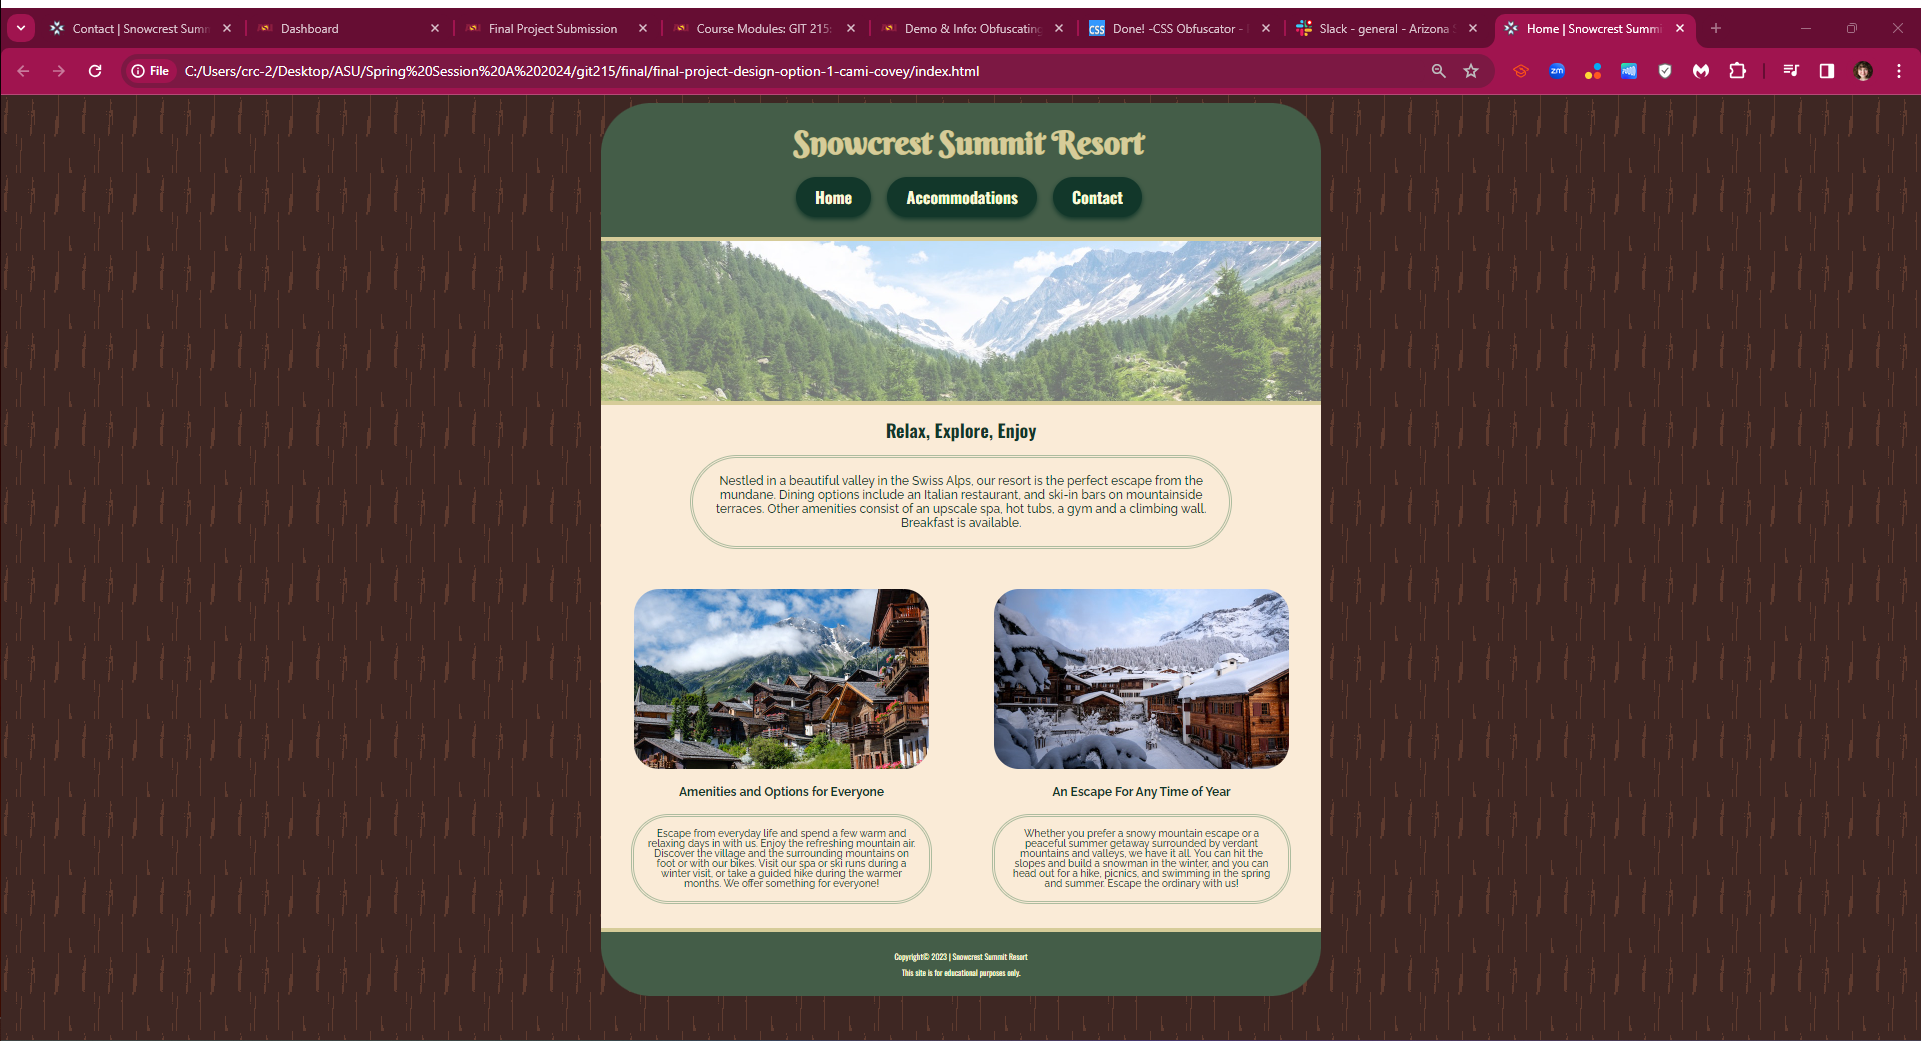 Contact | Snowcrest Summ
Dashboard
Final Project Submission
Course Modules: GIT 215:
Demo & Info: Obfuscating
Done! -CSS Obfuscator -
Slack - general - Arizona
Home | Snowcrest Summi
File
C:/Users/crc-2/Desktop/ASU/Spring%20Session%20A%202024/git215/final/final-project-design-option-1-cami-covey/index.html
zm
Snowcrest Summit Resort
Home
Accommodations
Contact
Relax, Explore, Enjoy
Nestled in a beautiful valley in the Swiss Alps, our resort is the perfect escape from the
mundane. Dining options include an Italian restaurant, and ski-in bars on mountainside
terraces. Other amenities consist of an upscale spa, hot tubs, a gym and a climbing wall.
Breakfast is available.
Amenities and Options for Everyone
Escape from everyday life and spend a few warm and
relaxing days in with us. Enjoy the refreshing mountain air.
Discover the village and the surrounding mountains on
foot or with our bikes. Visit our spa or ski runs during a
winter visit, or take a guided hike during the warmer
months. We offer something for everyone!
An Escape For Any Time of Year
Whether you prefer a snowy mountain escape or a
peaceful summer getaway surrounded by verdant
mountains and valleys, we have it all. You can hit the
slopes and build a snowman in the winter, and you can
head out for a hike, picnics, and swimming in the spring
and summer. Escape the ordinary with us!
Copyright© 2023 | Snowcrest Summit Resort
This site is for educational purposes only.